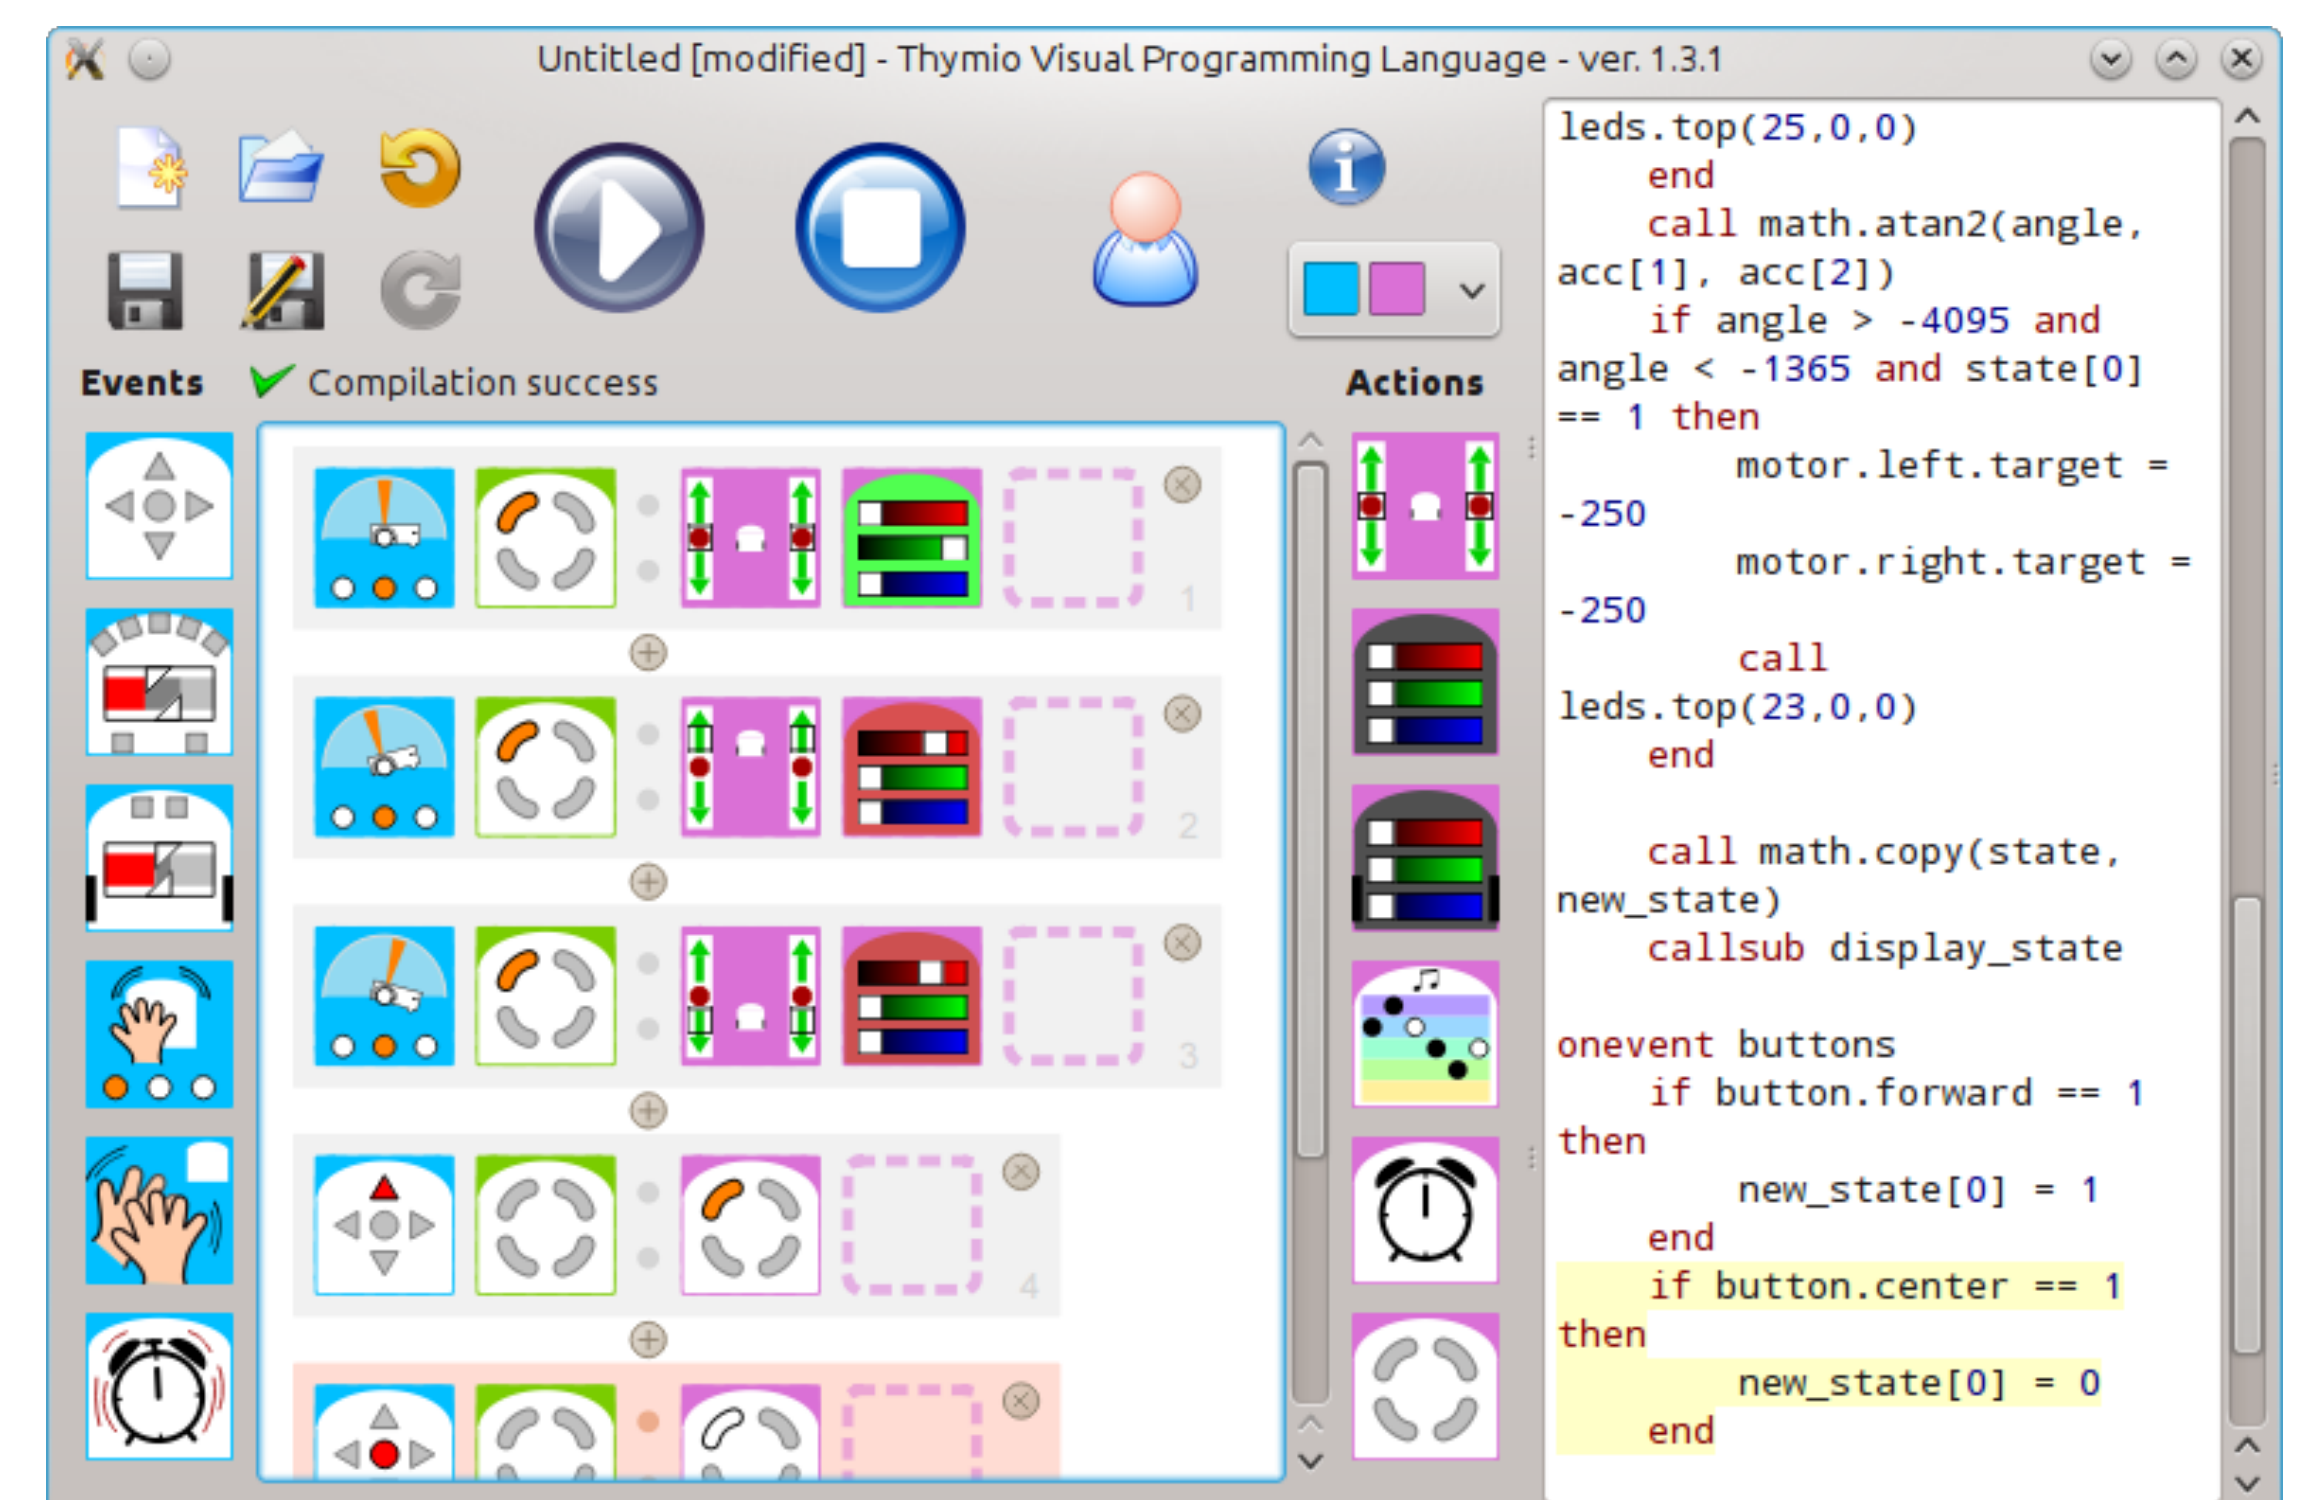 Untitled [modified] - Thymio Visual Programming Language - ver. 1.3.1
Events
Compilation success
Actions
1
2
3
4
leds.top(25,0,0)
end
call math.atan2(angle,
acc[1], acc[2])
if angle > -4095 and
angle < -1365 and state[0]
== 1 then
motor.left.target =
-250
motor.right.target =
-250
call
leds.top(23,0,0)
end
call math.copy(state,
new_state)
callsub display_state
onevent buttons
if button.forward == 1
then
new_state[0] = 1
end
if button.center == 1
then
new_state[0] = 0
end